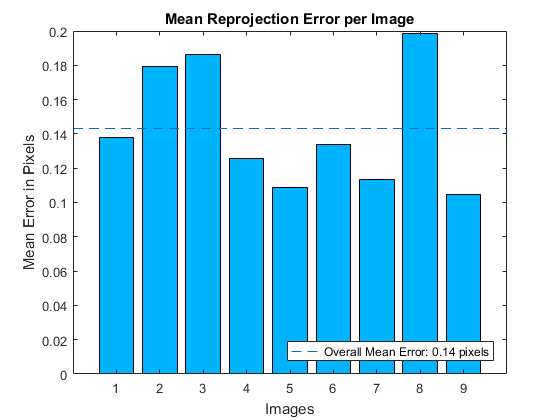 Mean Reprojection Error per Image
Mean Error in Pixels
0.2
0.18
0.16
0.14
0.12
0.1
0.08
0.06
0.04
0.02
0
1 2 3 4 5 6 7 8 9
Images
Overall Mean Error: 0.14 pixels